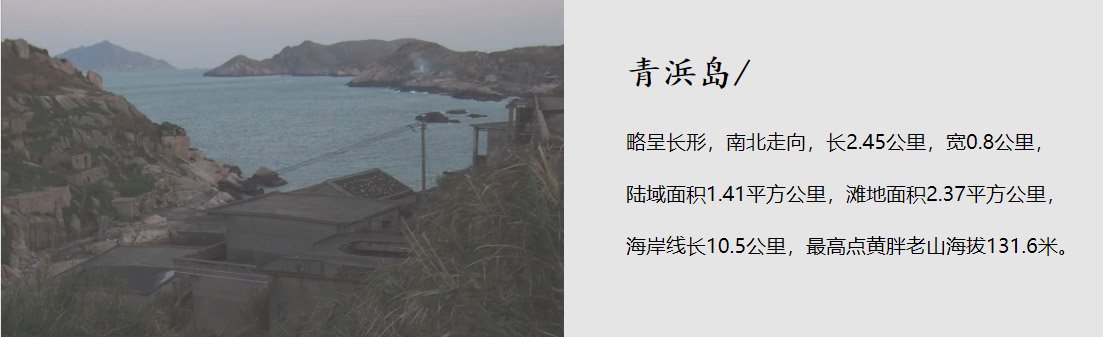 青浜岛/
略呈长形，南北走向，长2.45公里，宽0.8公里，
陆域面积1.41平方公里，滩地面积2.37平方公里，
海岸线长10.5公里，最高点黄胖老山海拔131.6米。